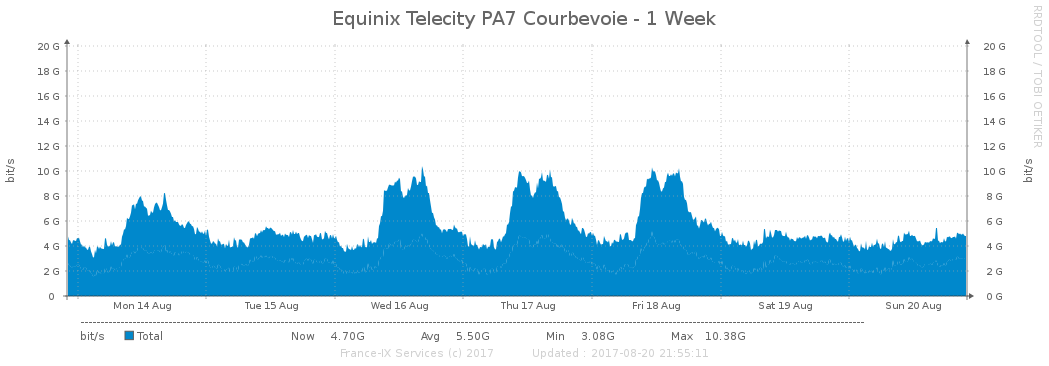 Equinix Telecity PA7 Courbevoie - 1 Week
RRDTOOL / TOBI OETIKER
20 G 20 G
18 G 18 G
16 G 16 G
14 G 14 G
12 G 12 G
10 G 10 G
8 G 8 G
6 G 6 G
4 G 4 G
2 G 2 G
0 0 G
bit/s
bit/s
Mon 14 Aug Tue 15 Aug Wed 16 Aug Thu 17 Aug Fri 18 Aug Sat 19 Aug Sun 20 Aug
bit/s Total Now 4.70G Avg 5.50G Min 3.08G Max 10.38G
France-IX Services (c) 2017 Updated : 2017-08-20 21:55:11